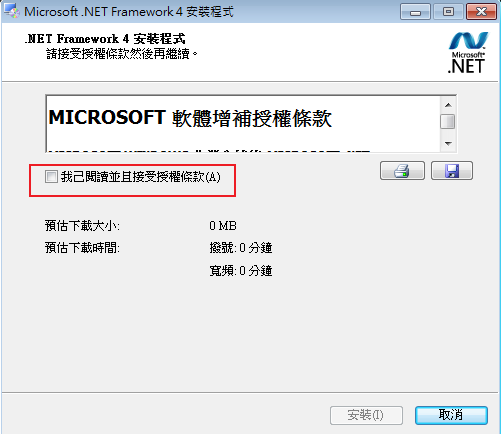 Microsoft .NET Framework 4 安裝程式
.NET Framework 4 安裝程式
請接受授權條款然後再繼續。
Microsoft®
.NET
MICROSOFT 軟體增補授權條款
我已閱讀並且接受授權條款(A)
預估下載大小: 0 MB
預估下載時間: 撥號: 0 分鐘
寬頻: 0 分鐘
安裝(I)
取消